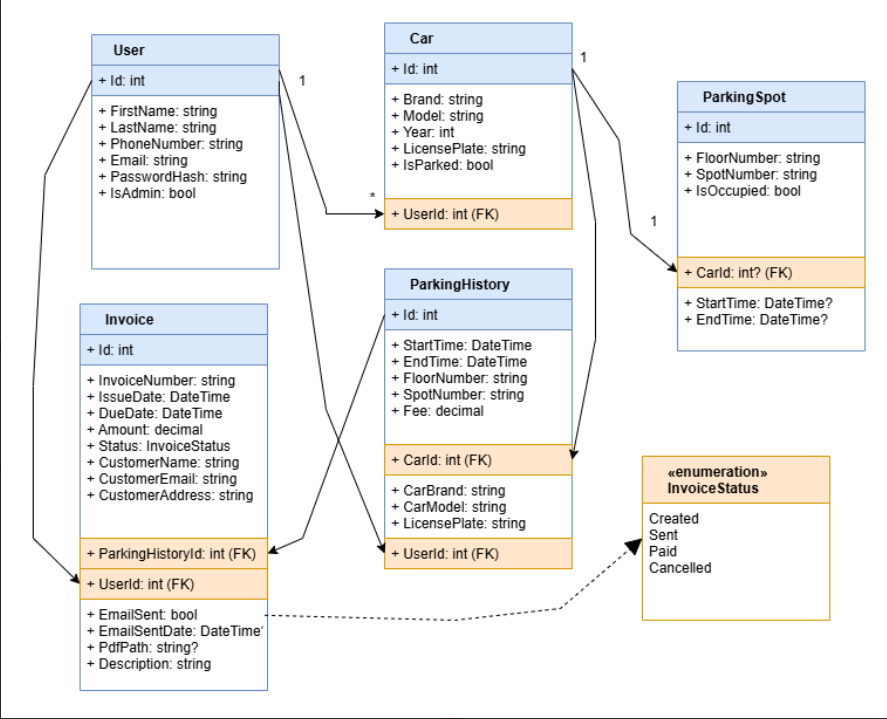 User
+ Id: int
+ FirstName: string
+ LastName: string
+ PhoneNumber: string
+ Email: string
+ PasswordHash: string
+ IsAdmin: bool
1
*
Car
+ Id: int
+ Brand: string
+ Model: string
+ Year: int
+ LicensePlate: string
+ IsParked: bool
+ UserId: int (FK)
1
1
ParkingSpot
+ Id: int
+ FloorNumber: string
+ SpotNumber: string
+ IsOccupied: bool
+ CarId: int? (FK)
+ StartTime: DateTime?
+ EndTime: DateTime?
Invoice
+ Id: int
+ InvoiceNumber: string
+ IssueDate: DateTime
+ DueDate: DateTime
+ Amount: decimal
+ Status: InvoiceStatus
+ CustomerName: string
+ CustomerEmail: string
+ CustomerAddress: string
+ ParkingHistoryId: int (FK)
+ UserId: int (FK)
+ EmailSent: bool
+ EmailSentDate: DateTime
+ PdfPath: string?
+ Description: string
ParkingHistory
+ Id: int
+ StartTime: DateTime
+ EndTime: DateTime
+ FloorNumber: string
+ SpotNumber: string
+ Fee: decimal
+ CarId: int (FK)
+ CarBrand: string
+ CarModel: string
+ LicensePlate: string
+ UserId: int (FK)
«enumeration»
InvoiceStatus
Created
Sent
Paid
Cancelled